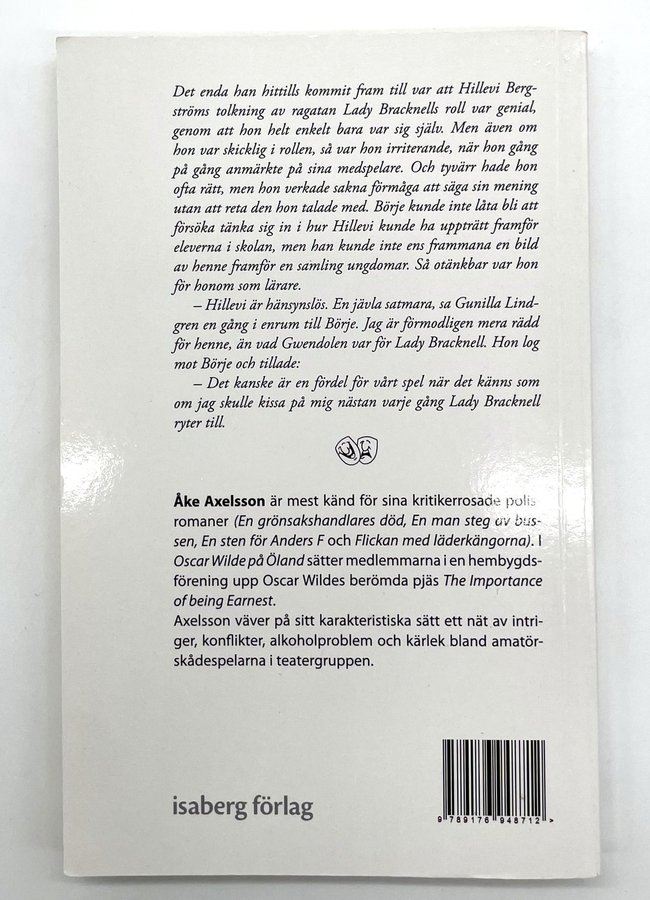 Det enda han hittills kommit fram till var att Hillevi Berg-
ströms tolkning av ragatan Lady Bracknells roll var genial,
genom att hon helt enkelt bara var sig själv. Men även om
hon var skicklig i rollen, så var hon irriterande, när hon gång
på gång anmärkte på sina medspelare. Och tyvärr hade hon
ofta rätt, men hon verkade sakna förmåga att säga sin mening
utan att reta den hon talade med. Börje kunde inte låta bli att
försöka tänka sig in i hur Hillevi kunde ha uppträtt framför
eleverna i skolan, men han kunde inte ens frammana en bild
av henne framför en samling ungdomar. Så otänkbar var hon
för honom som lärare.
– Hillevi är hänsynslös. En jävla satmara, sa Gunilla Lind-
gren en gång i enrum till Börje. Jag är förmodligen mera rädd
för henne, än vad Gwendolen var för Lady Bracknell. Hon log
mot Börje och tillade:
– Det kanske är en fördel för vårt spel när det känns som
om jag skulle kissa på mig nästan varje gång Lady Bracknell
ryter till.
Åke Axelsson är mest känd för sina kritikerrosade polis-
romaner (En grönsakshandlares död, En man steg av bus-
sen, En sten för Anders F och Flickan med läderkängorna). I
Oscar Wilde på Öland sätter medlemmarna i en hembygds-
förening upp Oscar Wildes berömda pjäs The Importance
of being Earnest.
Axelsson väver på sitt karakteristiska sätt ett nät av intri-
ger, konflikter, alkoholproblem och kärlek bland amatör-
skådespelarna i teatergruppen.
isaberg förlag
9 789176 948712 >